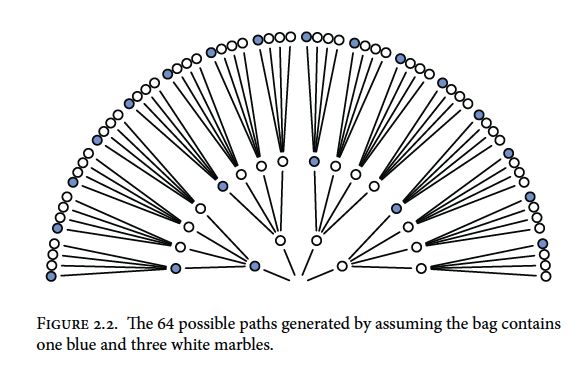 FIGURE 2.2. The 64 possible paths generated by assuming the bag contains
one blue and three white marbles.